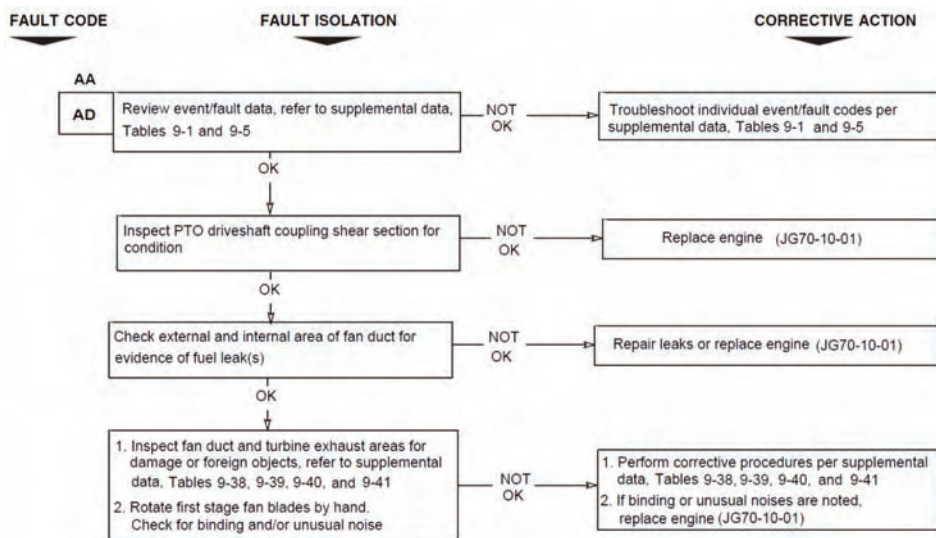 FAULT CODE
FAULT ISOLATION
CORRECTIVE ACTION
AA
AD
Review event/fault data, refer to supplemental data,
Tables 9-1 and 9-5
NOT
OK
Troubleshoot individual event/fault codes per
supplemental data, Tables 9-1 and 9-5
OK
Inspect PTO driveshaft coupling shear section for
condition
NOT
OK
Replace engine (JG70-10-01)
OK
Check external and internal area of fan duct for
evidence of fuel leak(s)
NOT
OK
Repair leaks or replace engine (JG70-10-01)
OK
1. Inspect fan duct and turbine exhaust areas for
damage or foreign objects, refer to supplemental
data, Tables 9-38, 9-39, 9-40, and 9-41
2. Rotate first stage fan blades by hand.
Check for binding and/or unusual noise
NOT
OK
1. Perform corrective procedures per supplemental
data, Tables 9-38, 9-39, 9-40, and 9-41
2. If binding or unusual noises are noted,
replace engine (JG70-10-01)